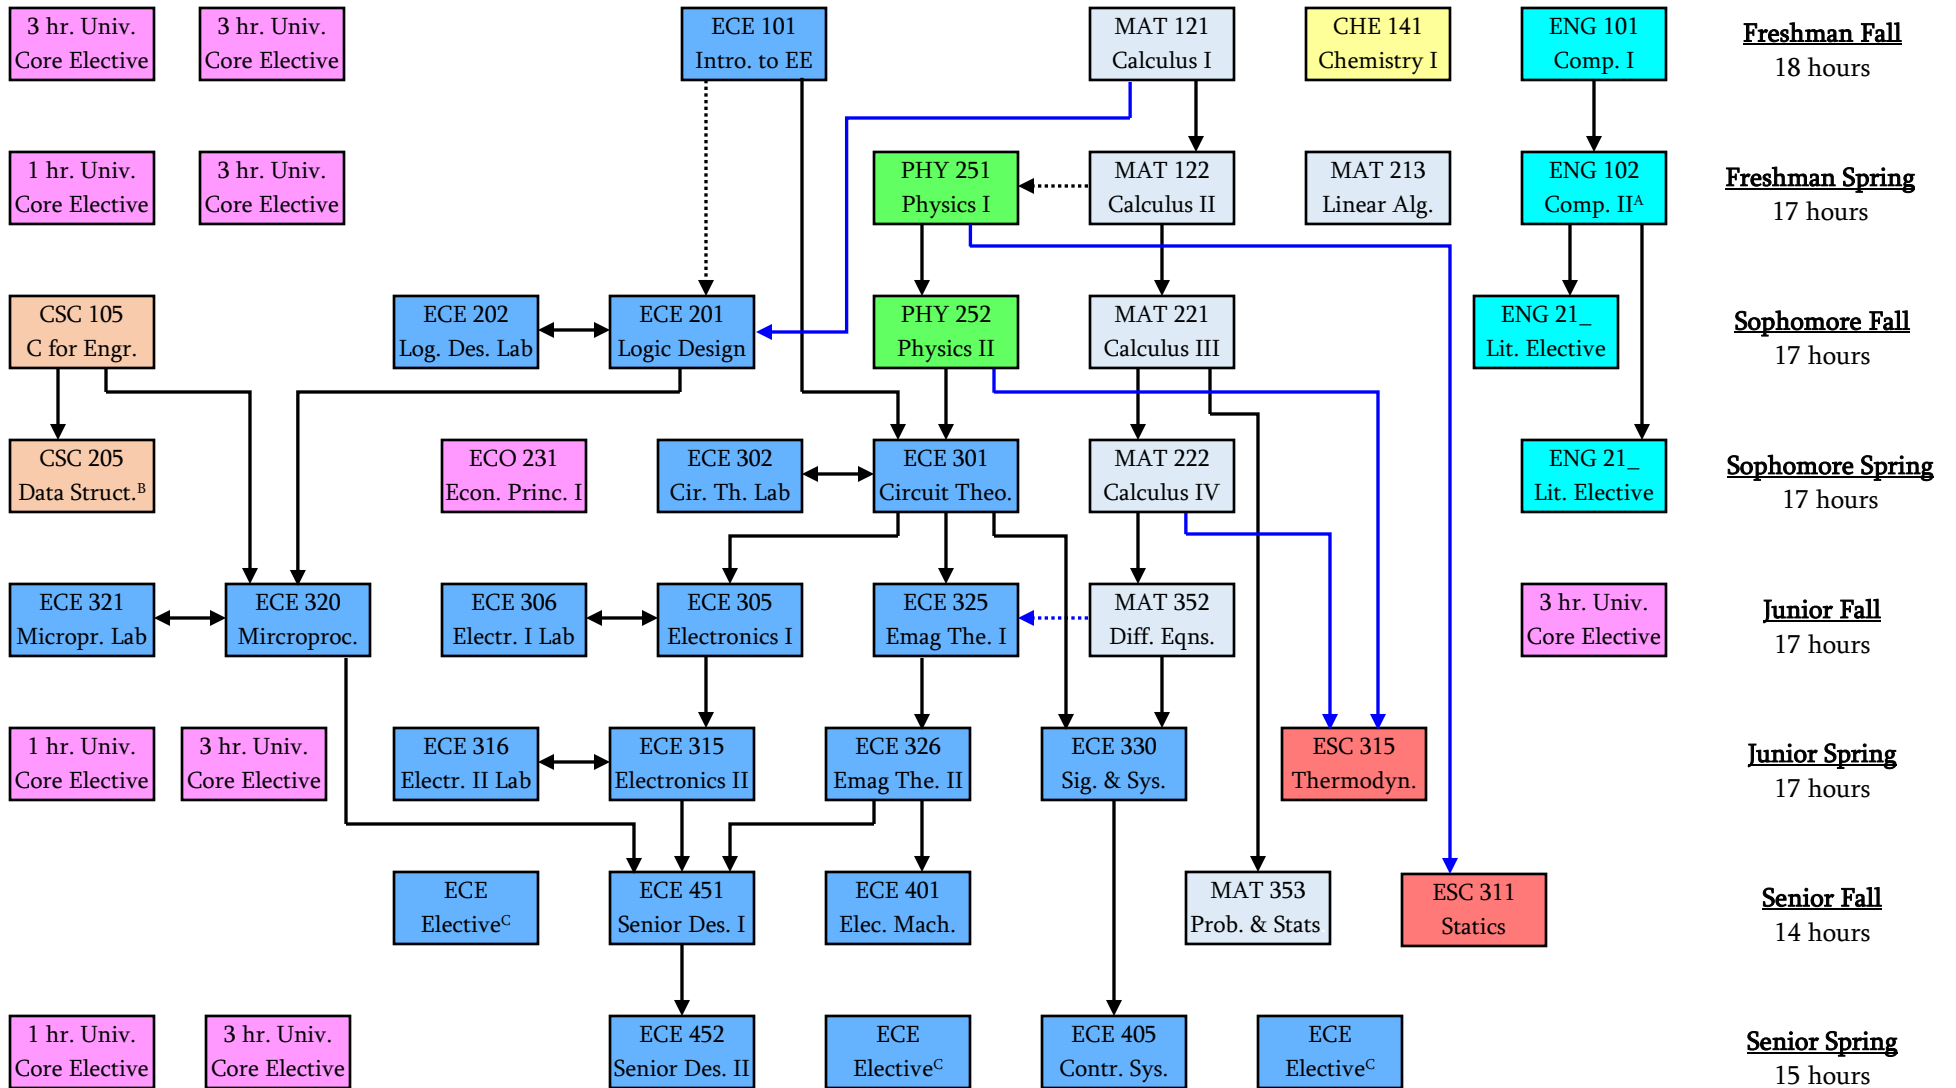 3 hr. Univ.
Core Elective
3 hr. Univ.
Core Elective
ECE 101
Intro. to EE
MAT 121
Calculus I
CHE 141
Chemistry I
ENG 101
Comp. I
Freshman Fall
18 hours
1 hr. Univ.
Core Elective
3 hr. Univ.
Core Elective
PHY 251
Physics I
MAT 122
Calculus II
MAT 213
Linear Alg.
ENG 102
Comp. IIᴬ
Freshman Spring
17 hours
CSC 105
C for Engr.
ECE 202
Log. Des. Lab
ECE 201
Logic Design
PHY 252
Physics II
MAT 221
Calculus III
ENG 21_
Lit. Elective
Sophomore Fall
17 hours
CSC 205
Data Struct.ᴮ
ECO 231
Econ. Princ. I
ECE 302
Cir. Th. Lab
ECE 301
Circuit Theo.
MAT 222
Calculus IV
ENG 21_
Lit. Elective
Sophomore Spring
17 hours
ECE 321
Micropr. Lab
ECE 320
Mircroproc.
ECE 306
Electr. I Lab
ECE 305
Electronics I
ECE 325
Emag The. I
MAT 352
Diff. Eqns.
3 hr. Univ.
Core Elective
Junior Fall
17 hours
1 hr. Univ.
Core Elective
3 hr. Univ.
Core Elective
ECE 316
Electr. II Lab
ECE 315
Electronics II
ECE 326
Emag The. II
ECE 330
Sig. & Sys.
ESC 315
Thermodyn.
Junior Spring
17 hours
ECE
Electiveᶜ
ECE 451
Senior Des. I
ECE 401
Elec. Mach.
MAT 353
Prob. & Stats
ESC 311
Statics
Senior Fall
14 hours
1 hr. Univ.
Core Elective
3 hr. Univ.
Core Elective
ECE 452
Senior Des. II
ECE
Electiveᶜ
ECE 405
Contr. Sys.
ECE
Electiveᶜ
Senior Spring
15 hours